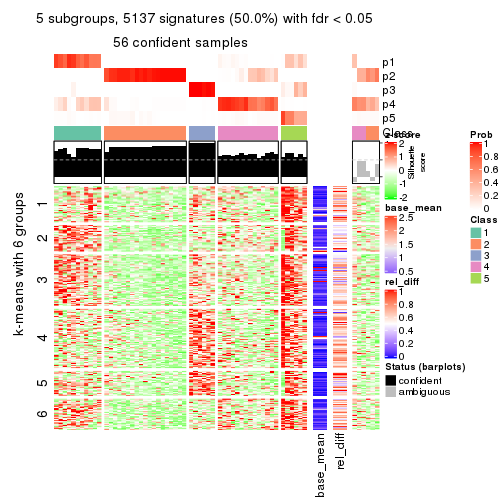 5 subgroups, 5137 signatures (50.0%) with fdr < 0.05
56 confident samples
p1
p2
p3
p4
p5
Class
z-score
2
1
0
-1
-2
Silhouette
score
Prob
1
0.8
0.6
0.4
0.2
0
Class
1
2
3
4
5
base_mean
2.5
2
1.5
1
0.5
rel_diff
1
0.8
0.6
0.4
0.2
0
Status (barplots)
confident
ambiguous
k-means with 6 groups
1
2
3
4
5
6
base_mean
rel_diff